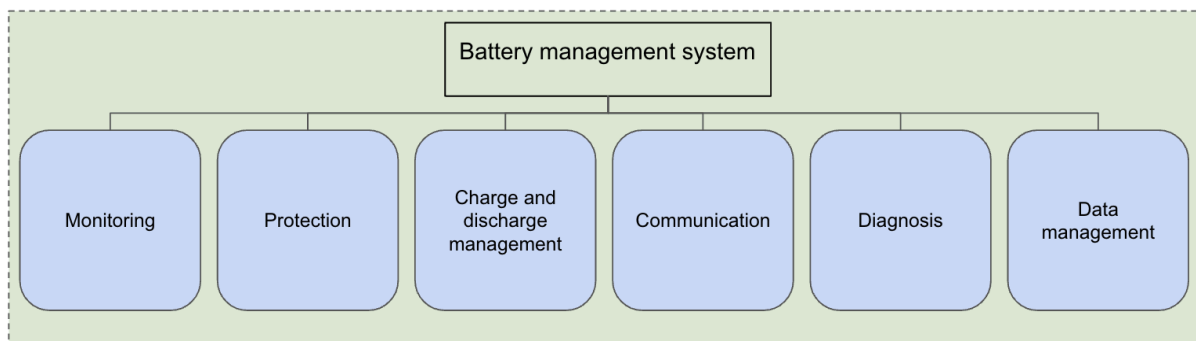 Battery management system
Monitoring
Protection
Charge and
discharge
management
Communication
Diagnosis
Data
management